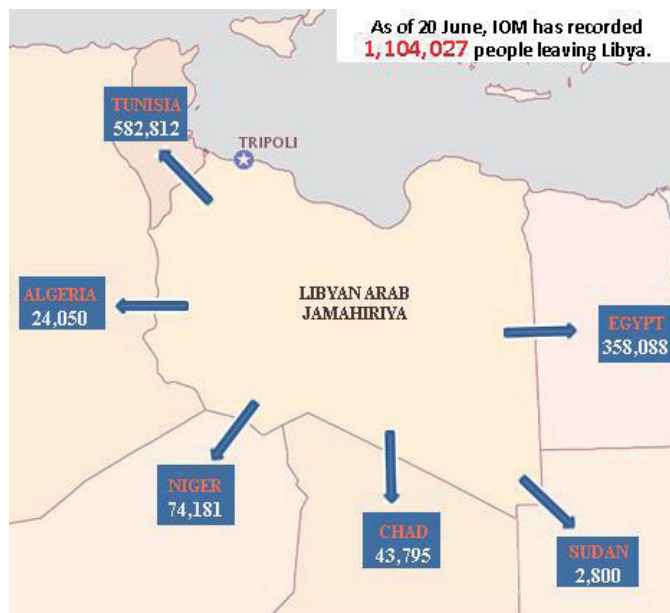 As of 20 June, IOM has recorded
1,104,027 people leaving Libya.
TUNISIA
582,812
TRIPOLI
ALGERIA
24,050
LIBYAN ARAB
JAMAHIRIYA
EGYPT
358,088
NIGER
74,181
CHAD
43,795
SUDAN
2,800